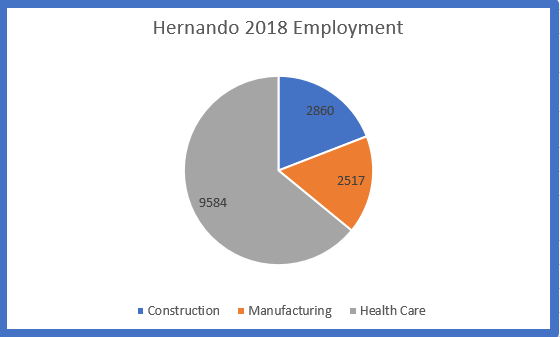 Hernando 2018 Employment
2860
2517
9584
Construction Manufacturing Health Care